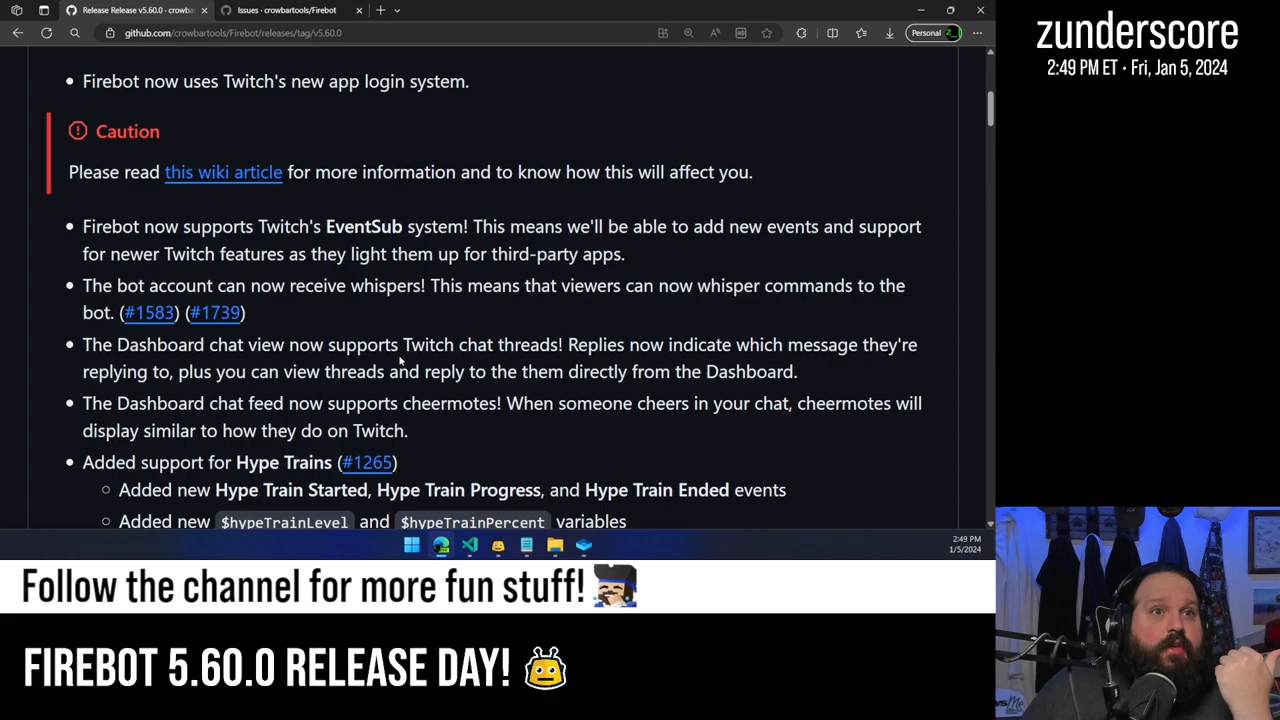 Release Release v5.60.0 · crowba
Issues · crowbartools/Firebot
github.com/crowbartools/Firebot/releases/tag/v5.60.0
Personal
zunderscore
2:49 PM ET · Fri, Jan 5, 2024
Firebot now uses Twitch's new app login system.
Caution
Please read this wiki article for more information and to know how this will affect you.
Firebot now supports Twitch's EventSub system! This means we'll be able to add new events and support
for newer Twitch features as they light them up for third-party apps.
The bot account can now receive whispers! This means that viewers can now whisper commands to the
bot. (#1583) (#1739)
The Dashboard chat view now supports Twitch chat threads! Replies now indicate which message they're
replying to, plus you can view threads and reply to the them directly from the Dashboard.
The Dashboard chat feed now supports cheermotes! When someone cheers in your chat, cheermotes will
display similar to how they do on Twitch.
Added support for Hype Trains (#1265)
Added new Hype Train Started, Hype Train Progress, and Hype Train Ended events
Added new $hypeTrainLevel and $hypeTrainPercent variables
2:49 PM
1/5/2024
Follow the channel for more fun stuff!
FIREBOT 5.60.0 RELEASE DAY!